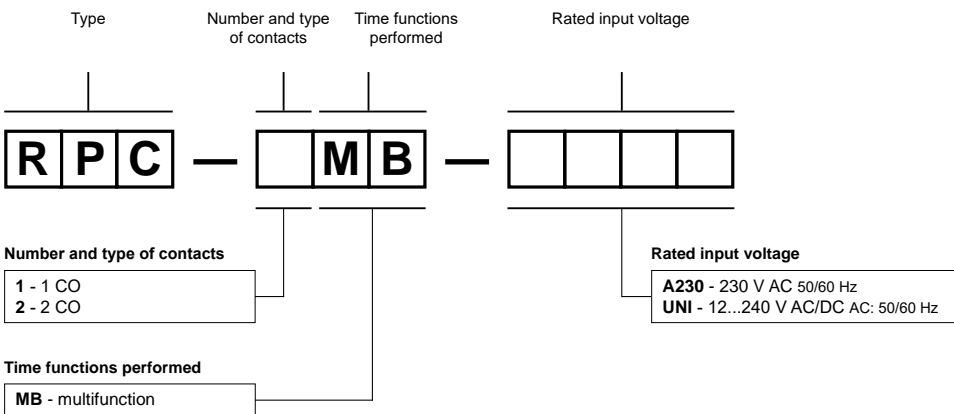 Type
Number and type
of contacts
Time functions
performed
Rated input voltage
RPC — MB —
Number and type of contacts
1 - 1 CO
2 - 2 CO
Rated input voltage
A230 - 230 V AC 50/60 Hz
UNI - 12...240 V AC/DC AC: 50/60 Hz
Time functions performed
MB - multifunction